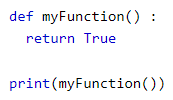 def myFunction() :
  return True

print(myFunction())